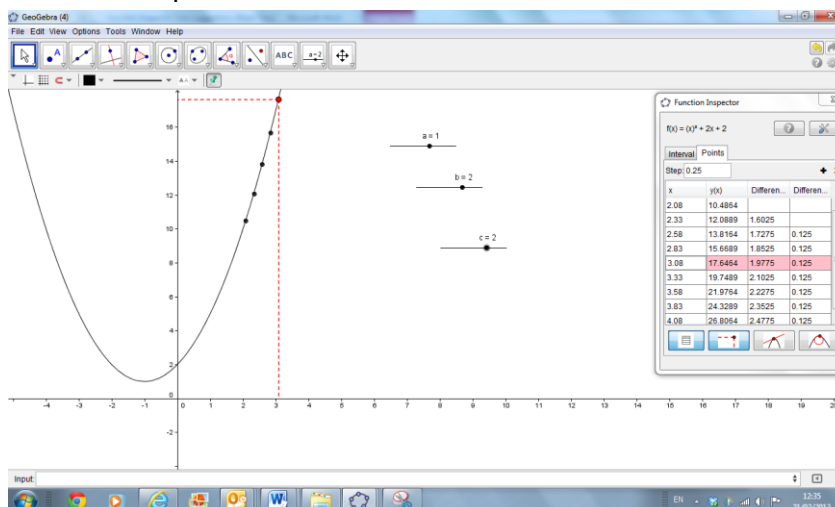 GeoGebra (4)
File Edit View Options Tools Window Help
A
ABC
a=2
AA
a = 1
b = 2
c = 2
16
14
12
10
8
6
4
2
0
-2
-4 -3 -2 -1 0 1 2 3 4 5 6 7 8 9 10 11 12 13 14 15 16 17 18 19
Function Inspector
f(x) = (x)² + 2x + 2
Interval Points
Step: 0.25
x y(x) Differen... Differen...
2.08 10.4864
2.33 12.0889 1.6025
2.58 13.8164 1.7275 0.125
2.83 15.6689 1.8525 0.125
3.08 17.6464 1.9775 0.125
3.33 19.7489 2.1025 0.125
3.58 21.9764 2.2275 0.125
3.83 24.3289 2.3525 0.125
4.08 26.8064 2.4775 0.125
Input:
EN
12:35